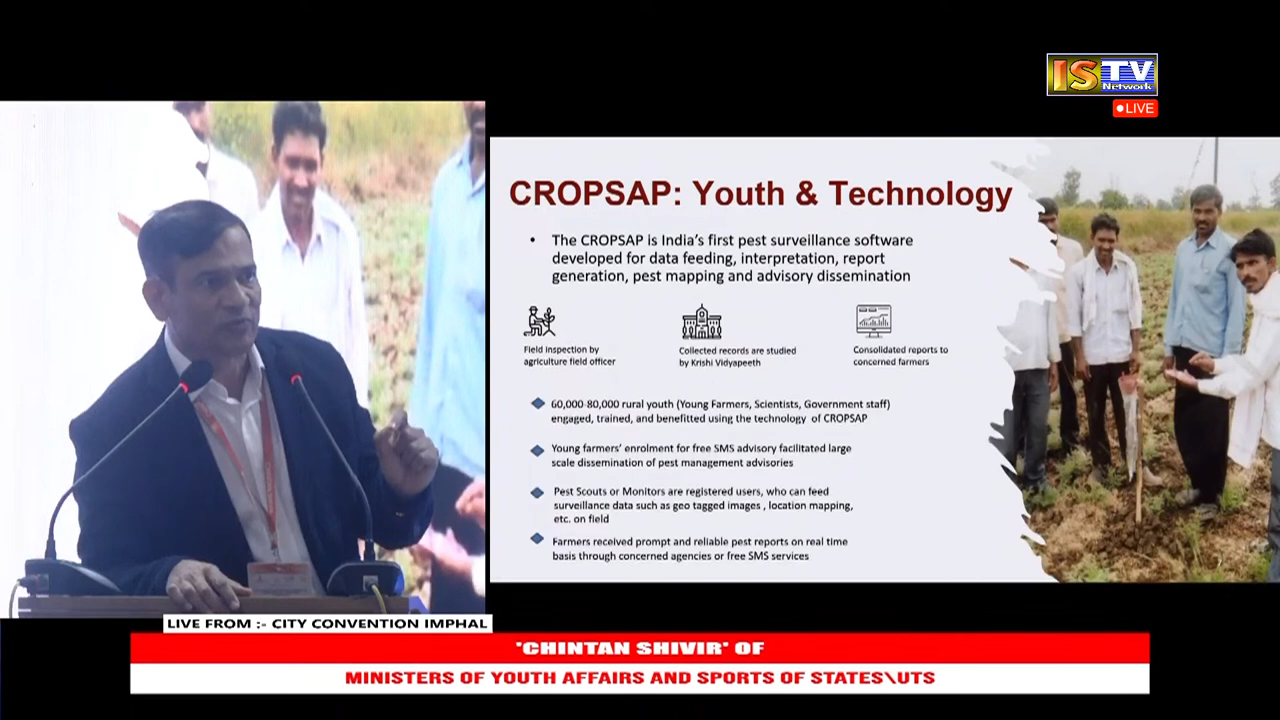 ISTV
Network
LIVE
CROPSAP: Youth & Technology
• The CROPSAP is India's first pest surveillance software
developed for data feeding, interpretation, report
generation, pest mapping and advisory dissemination
Field inspection by
agriculture field officer
Collected records are studied
by Krishi Vidyapeeth
Consolidated reports to
concerned farmers
60,000-80,000 rural youth (Young Farmers, Scientists, Government staff)
engaged, trained, and benefitted using the technology of CROPSAP
Young farmers' enrolment for free SMS advisory facilitated large
scale dissemination of pest management advisories
Pest Scouts or Monitors are registered users, who can feed
surveillance data such as geo tagged images , location mapping,
etc. on field
Farmers received prompt and reliable pest reports on real time
basis through concerned agencies or free SMS services
LIVE FROM :- CITY CONVENTION IMPHAL
'CHINTAN SHIVIR' OF
MINISTERS OF YOUTH AFFAIRS AND SPORTS OF STATES\UTS